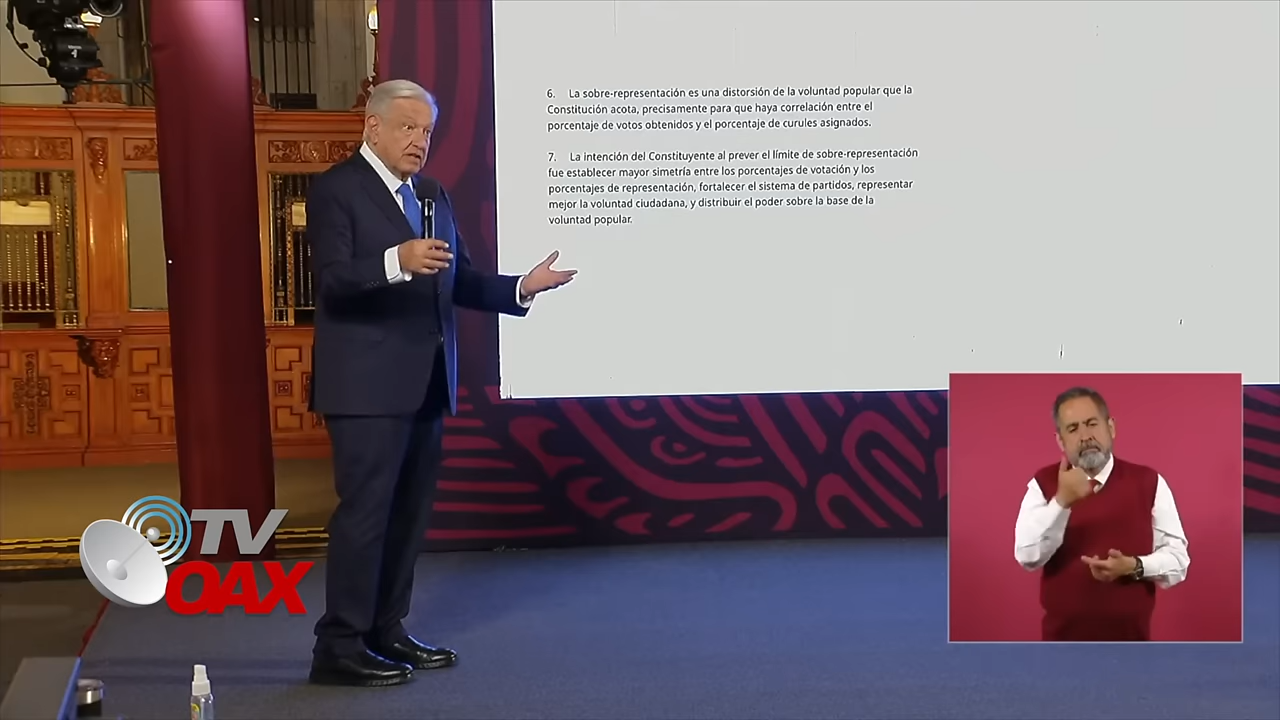 6. La sobre-representación es una distorsión de la voluntad popular que la
Constitución acota, precisamente para que haya correlación entre el
porcentaje de votos obtenidos y el porcentaje de curules asignados.
7. La intención del Constituyente al prever el límite de sobre-representación
fue establecer mayor simetría entre los porcentajes de votación y los
porcentajes de representación, fortalecer el sistema de partidos, representar
mejor la voluntad ciudadana, y distribuir el poder sobre la base de la
voluntad popular.
TV
OAX